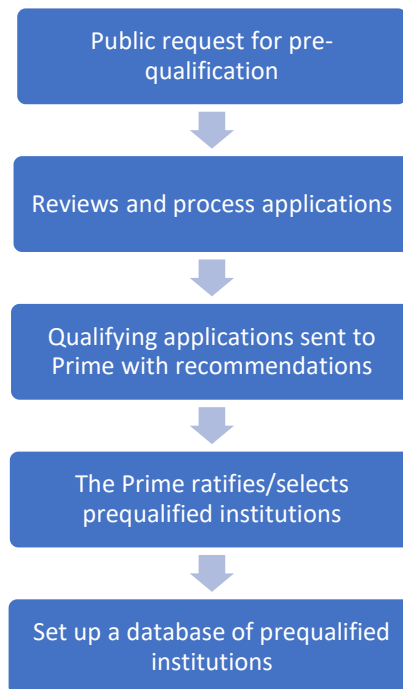 Public request for pre-
qualification
Reviews and process applications
Qualifying applications sent to
Prime with recommendations
The Prime ratifies/selects
prequalified institutions
Set up a database of prequalified
institutions